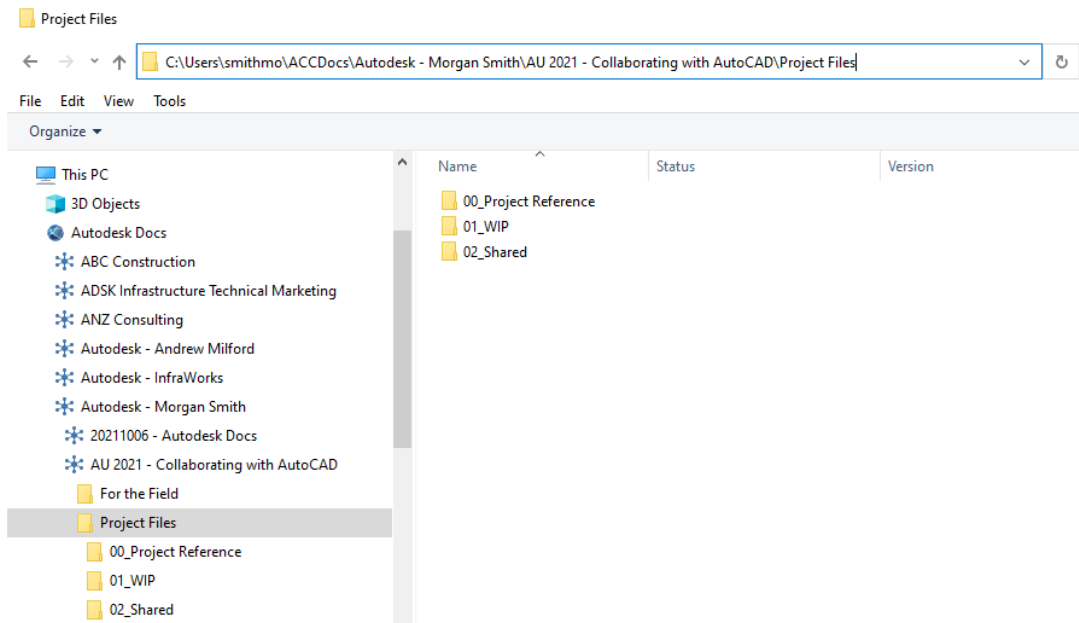 Project Files
C:\Users\smithmo\ACCDocs\Autodesk - Morgan Smith\AU 2021 - Collaborating with AutoCAD\Project Files
File Edit View Tools
Organize
This PC
3D Objects
Autodesk Docs
ABC Construction
ADSK Infrastructure Technical Marketing
ANZ Consulting
Autodesk - Andrew Milford
Autodesk - InfraWorks
Autodesk - Morgan Smith
20211006 - Autodesk Docs
AU 2021 - Collaborating with AutoCAD
For the Field
Project Files
00_Project Reference
01_WIP
02_Shared
Name Status Version
00_Project Reference
01_WIP
02_Shared